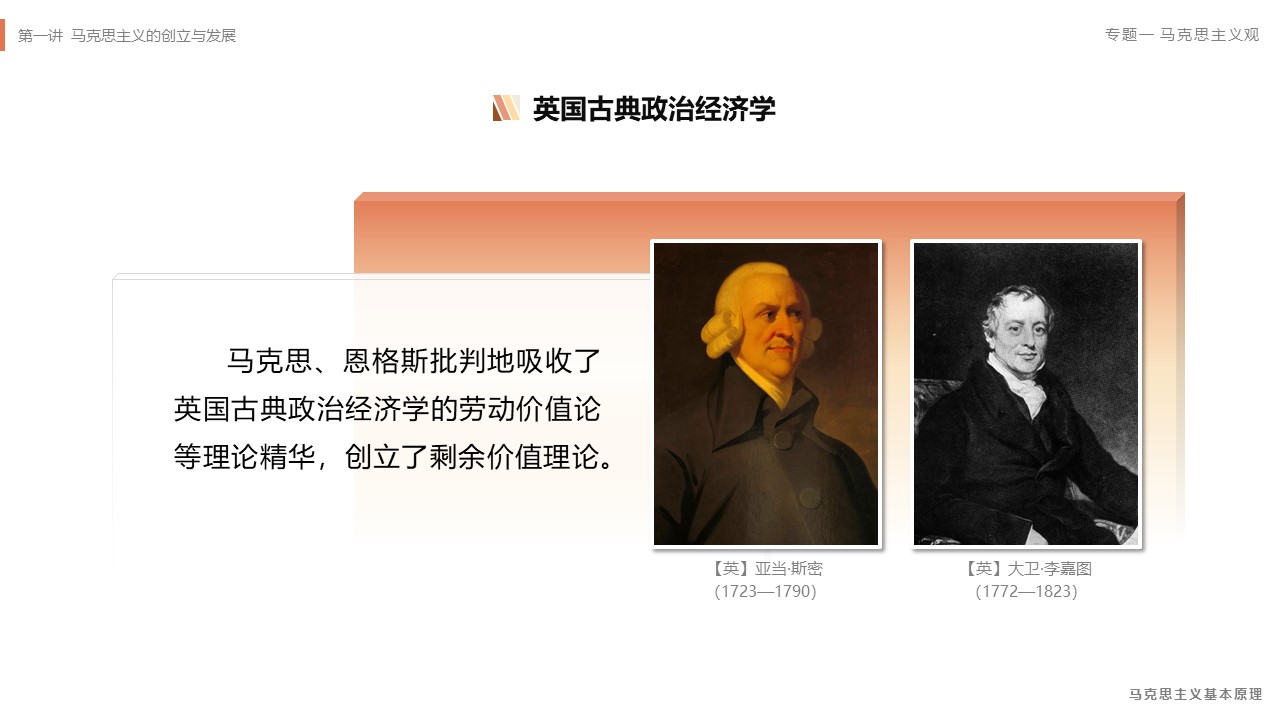 第一讲 马克思主义的创立与发展
专题一 马克思主义观
英国古典政治经济学
马克思、恩格斯批判地吸收了
英国古典政治经济学的劳动价值论
等理论精华，创立了剩余价值理论。
【英】亚当·斯密
（1723—1790）
【英】大卫·李嘉图
（1772—1823）
马克思主义基本原理